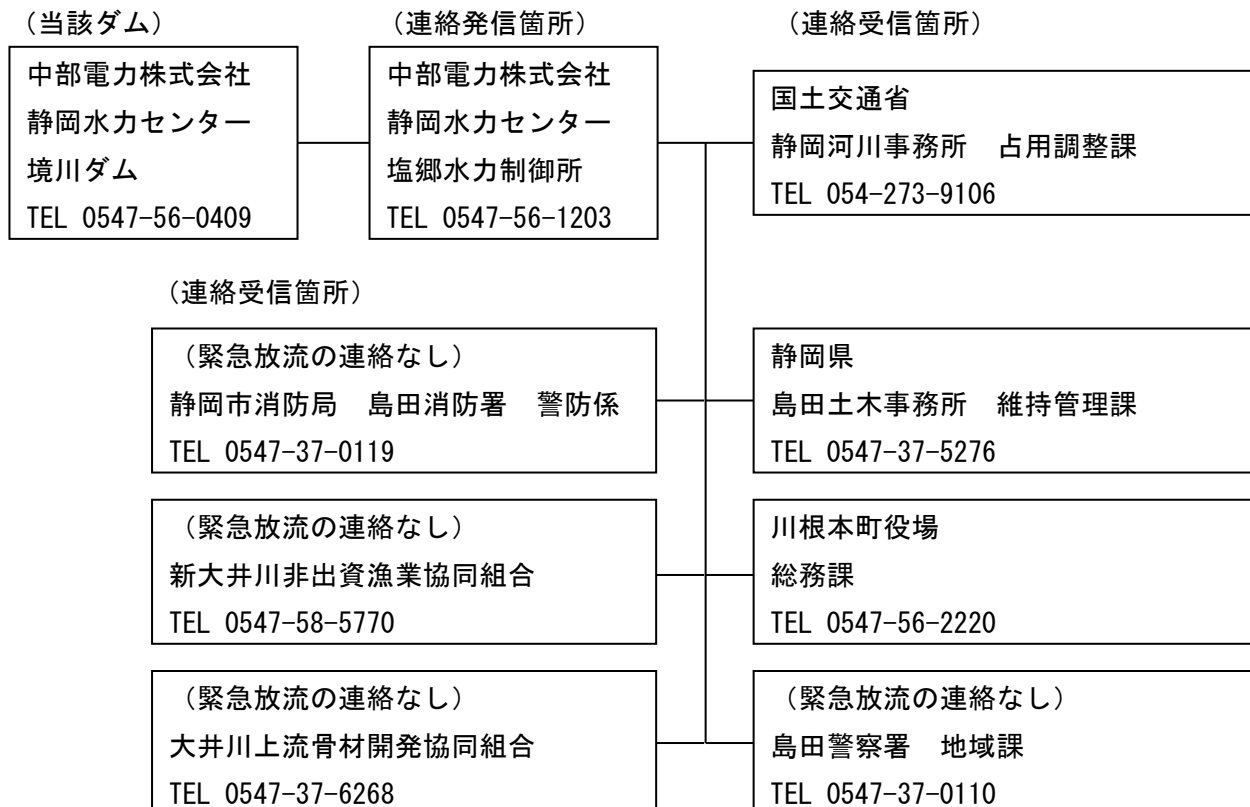 （当該ダム）
中部電力株式会社
静岡水力センター
境川ダム
TEL 0547-56-0409
（連絡発信箇所）
中部電力株式会社
静岡水力センター
塩郷水力制御所
TEL 0547-56-1203
（連絡受信箇所）
国土交通省
静岡河川事務所　占用調整課
TEL 054-273-9106
（連絡受信箇所）
（緊急放流の連絡なし）
静岡市消防局　島田消防署　警防係
TEL 0547-37-0119
静岡県
島田土木事務所　維持管理課
TEL 0547-37-5276
（緊急放流の連絡なし）
新大井川非出資漁業協同組合
TEL 0547-58-5770
川根本町役場
総務課
TEL 0547-56-2220
（緊急放流の連絡なし）
大井川上流骨材開発協同組合
TEL 0547-37-6268
（緊急放流の連絡なし）
島田警察署　地域課
TEL 0547-37-0110